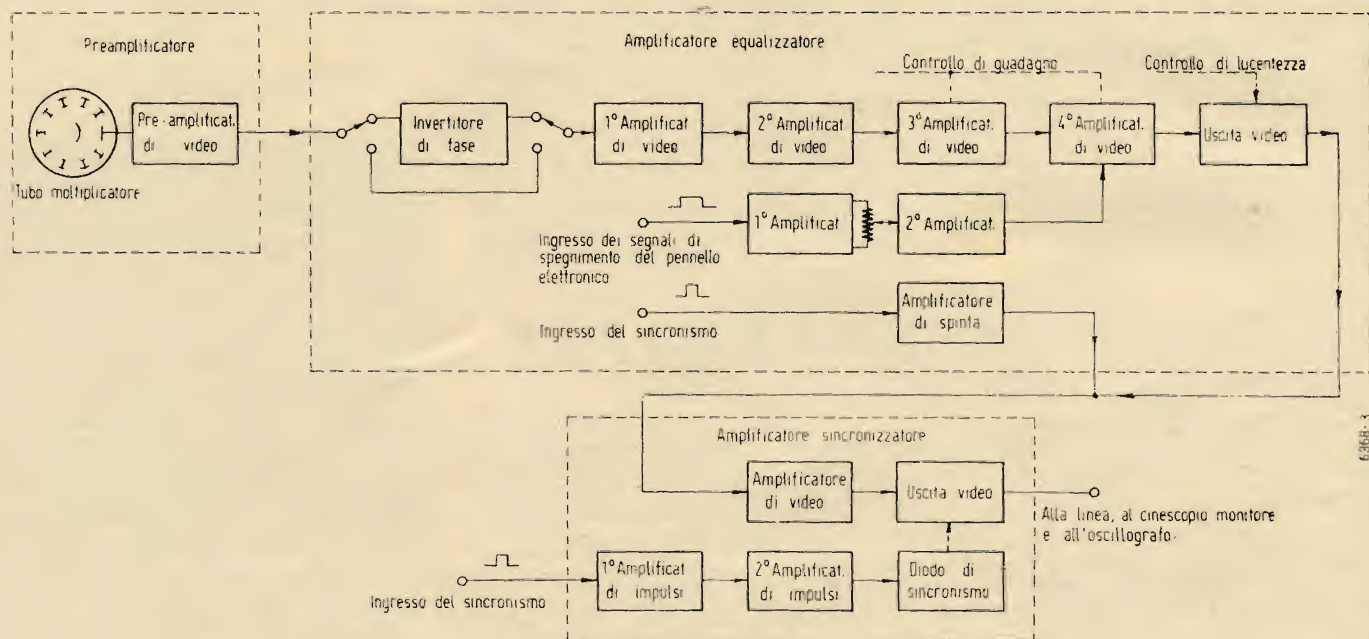 Preamplificatore
Amplificatore equalizzatore
Controllo di guadagno
Controllo di lucentezza
Pre-amplificat.
di video
Tubo moltiplicatore
Invertitore
di fase
1° Amplificat
di video
2° Amplificat.
di video
3° Amplificat.
di video
4° Amplificat.
di video
Uscita video
Ingresso dei segnali di
spegnimento del pennello
elettronico
1° Amplificat
2° Amplificat.
Ingresso del sincronismo
Amplificatore
di spinta
6368-3
Amplificatore sincronizzatore
Amplificatore
di video
Uscita video
Alla linea, al cinescopio monitore
e all'oscillografo.
Ingresso del sincronismo
1° Amplificat
di impulsi
2° Amplificat.
di impulsi
Diodo di
sincronismo